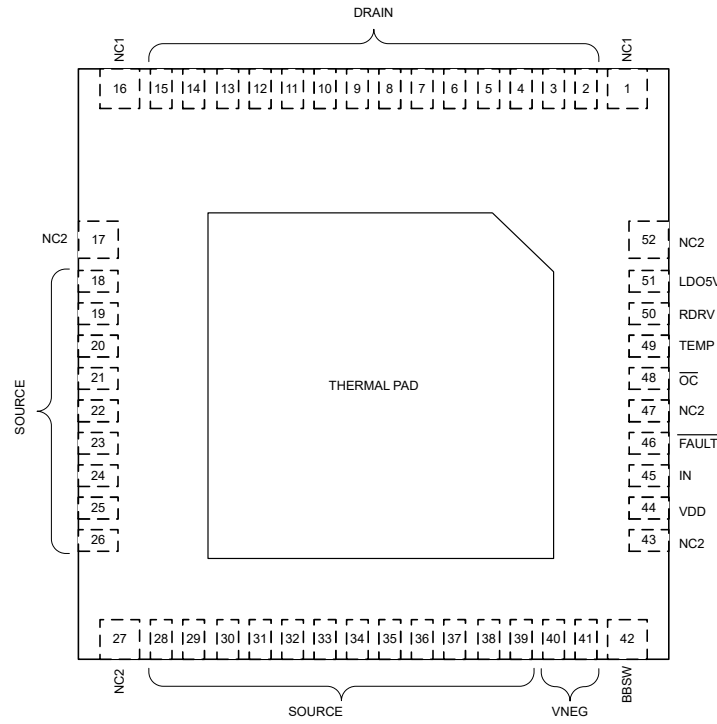 DRAIN
NC1
NC1
16 15 14 13 12 11 10 9 8 7 6 5 4 3 2 1
NC2 17
52 NC2
18
51 LDO5V
19
50 RDRV
20
49 TEMP
21
48 OC
22
47 NC2
23
46 FAULT
24
45 IN
25
44 VDD
26
43 NC2
SOURCE
THERMAL PAD
27 28 29 30 31 32 33 34 35 36 37 38 39 40 41 42
NC2
BBSW
SOURCE
VNEG